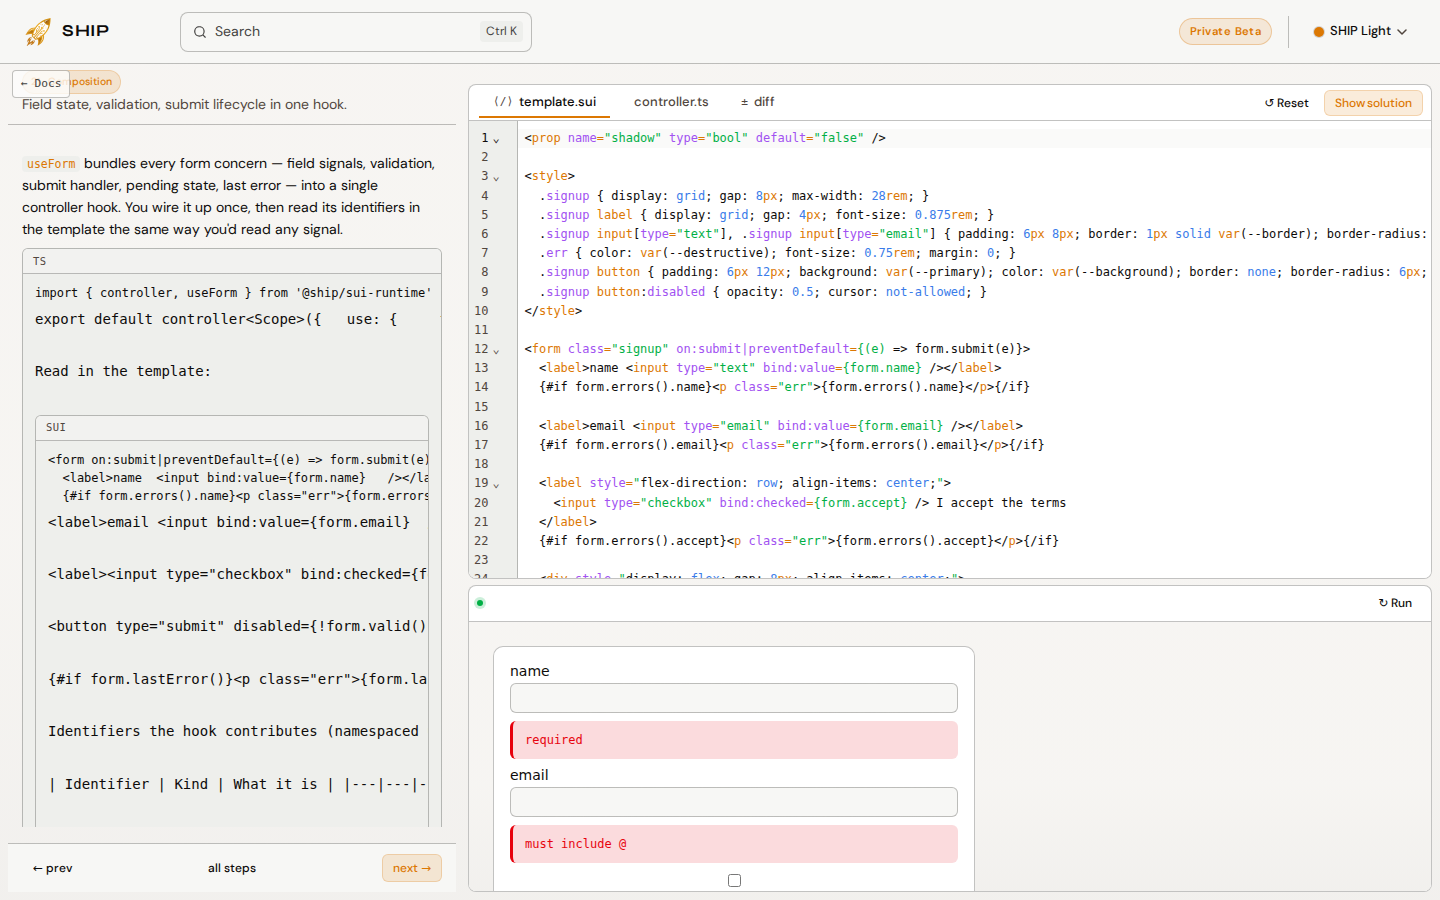 SHIP
Search
Ctrl K
Private Beta
SHIP Light
← Docs
mposition
Field state, validation, submit lifecycle in one hook.
useForm bundles every form concern — field signals, validation,
submit handler, pending state, last error — into a single
controller hook. You wire it up once, then read its identifiers in
the template the same way you'd read any signal.
TS
import { controller, useForm } from '@ship/sui-runtime'
export default controller<Scope>({   use: {
Read in the template:
SUI
<form on:submit|preventDefault={(e) => form.submit(e)
  <label>name  <input bind:value={form.name}   /></la
  {#if form.errors().name}<p class="err">{form.errors
<label>email <input bind:value={form.email}
<label><input type="checkbox" bind:checked={f
<button type="submit" disabled={!form.valid()
{#if form.lastError()}<p class="err">{form.la
Identifiers the hook contributes (namespaced
| Identifier | Kind | What it is | |---|---|-
← prev
all steps
next →
⟨/⟩ template.sui
controller.ts
± diff
↺ Reset
Show solution
1 <prop name="shadow" type="bool" default="false" />
2
3 <style>
4   .signup { display: grid; gap: 8px; max-width: 28rem; }
5   .signup label { display: grid; gap: 4px; font-size: 0.875rem; }
6   .signup input[type="text"], .signup input[type="email"] { padding: 6px 8px; border: 1px solid var(--border); border-radius:
7   .err { color: var(--destructive); font-size: 0.75rem; margin: 0; }
8   .signup button { padding: 6px 12px; background: var(--primary); color: var(--background); border: none; border-radius: 6px;
9   .signup button:disabled { opacity: 0.5; cursor: not-allowed; }
10 </style>
11
12 <form class="signup" on:submit|preventDefault={(e) => form.submit(e)}>
13   <label>name <input type="text" bind:value={form.name} /></label>
14   {#if form.errors().name}<p class="err">{form.errors().name}</p>{/if}
15
16   <label>email <input type="email" bind:value={form.email} /></label>
17   {#if form.errors().email}<p class="err">{form.errors().email}</p>{/if}
18
19   <label style="flex-direction: row; align-items: center;">
20     <input type="checkbox" bind:checked={form.accept} /> I accept the terms
21   </label>
22   {#if form.errors().accept}<p class="err">{form.errors().accept}</p>{/if}
23
24   <div style="display: flex; gap: 8px; align-items: center;">
↻ Run
name
required
email
must include @